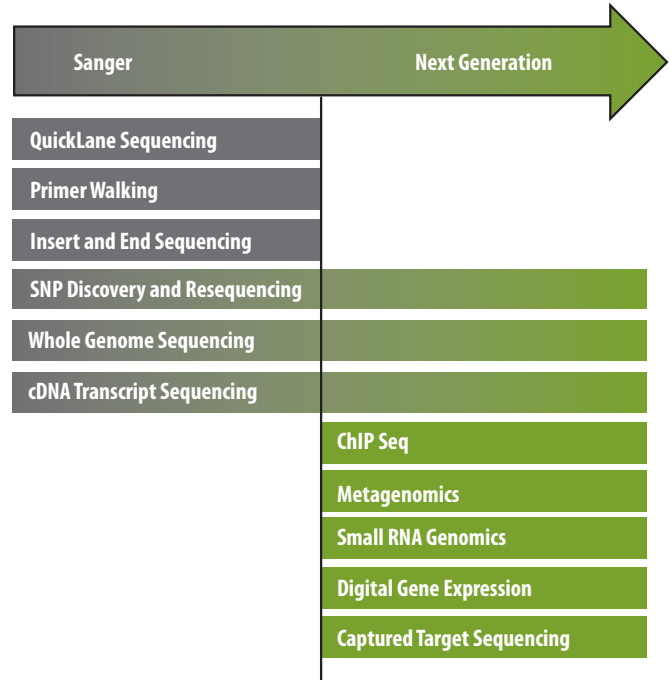 Sanger
Next Generation
QuickLane Sequencing
Primer Walking
Insert and End Sequencing
SNP Discovery and Resequencing
Whole Genome Sequencing
cDNA Transcript Sequencing
ChIP Seq
Metagenomics
Small RNA Genomics
Digital Gene Expression
Captured Target Sequencing